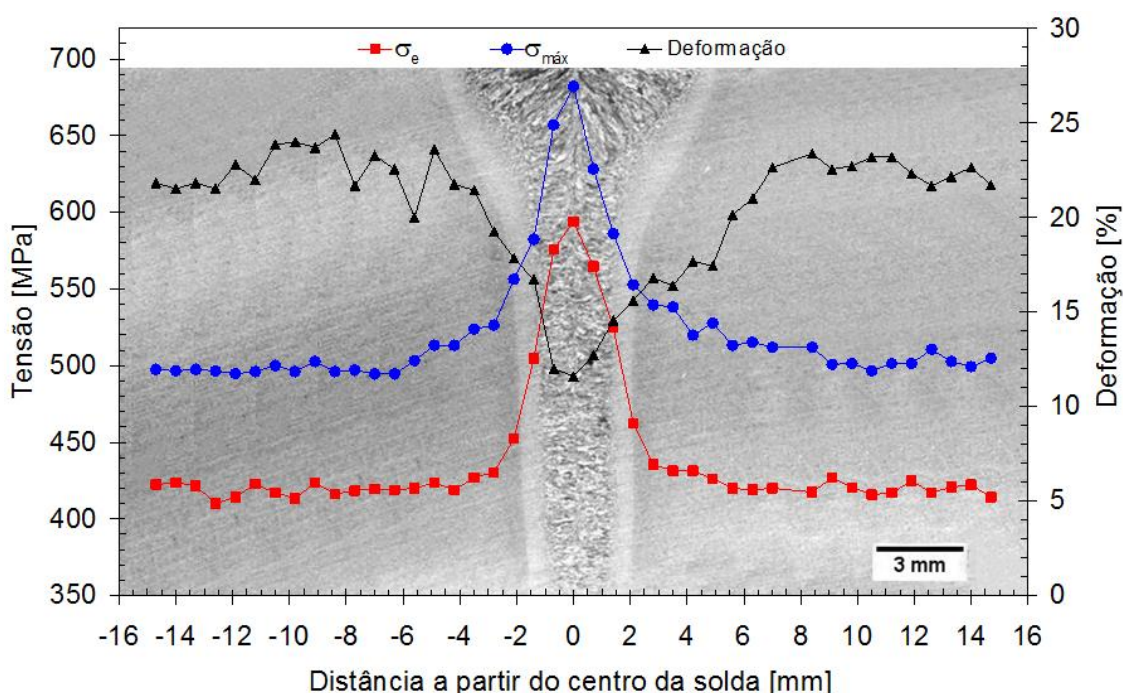 σe σmáx Deformação
700
650
600
550
500
450
400
350
Tensão [MPa]
30
25
20
15
10
5
0
Deformação [%]
3 mm
-16 -14 -12 -10 -8 -6 -4 -2 0 2 4 6 8 10 12 14 16
Distância a partir do centro da solda [mm]